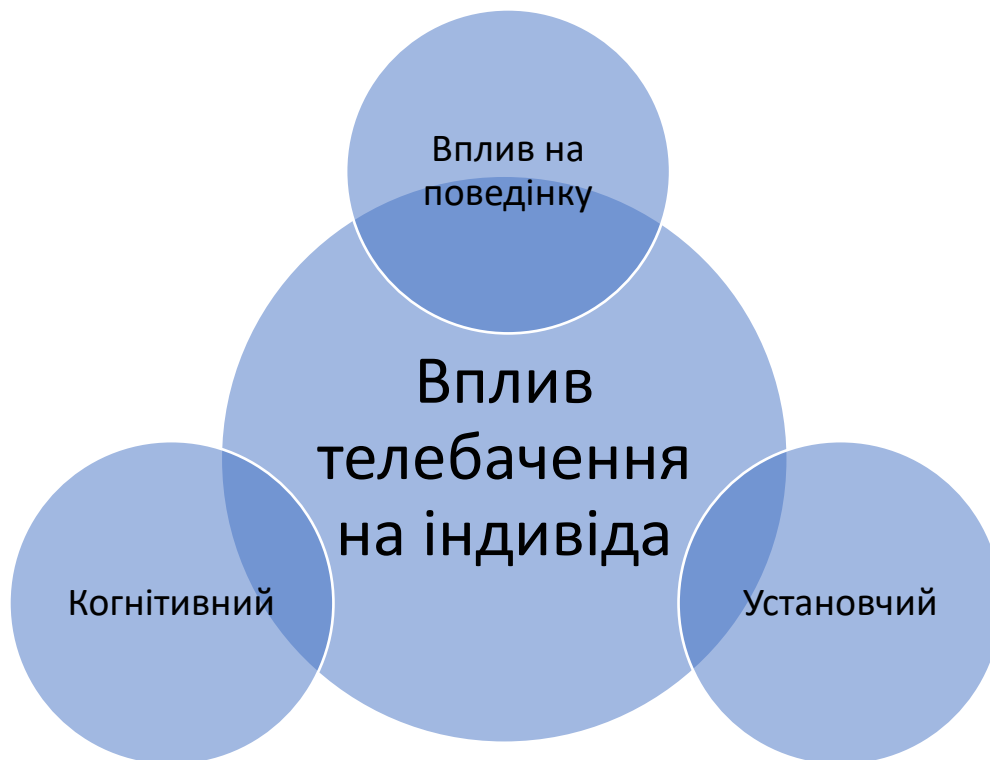 Вплив на
поведінку
Вплив
телебачення
на індивіда
Когнітивний
Установчий